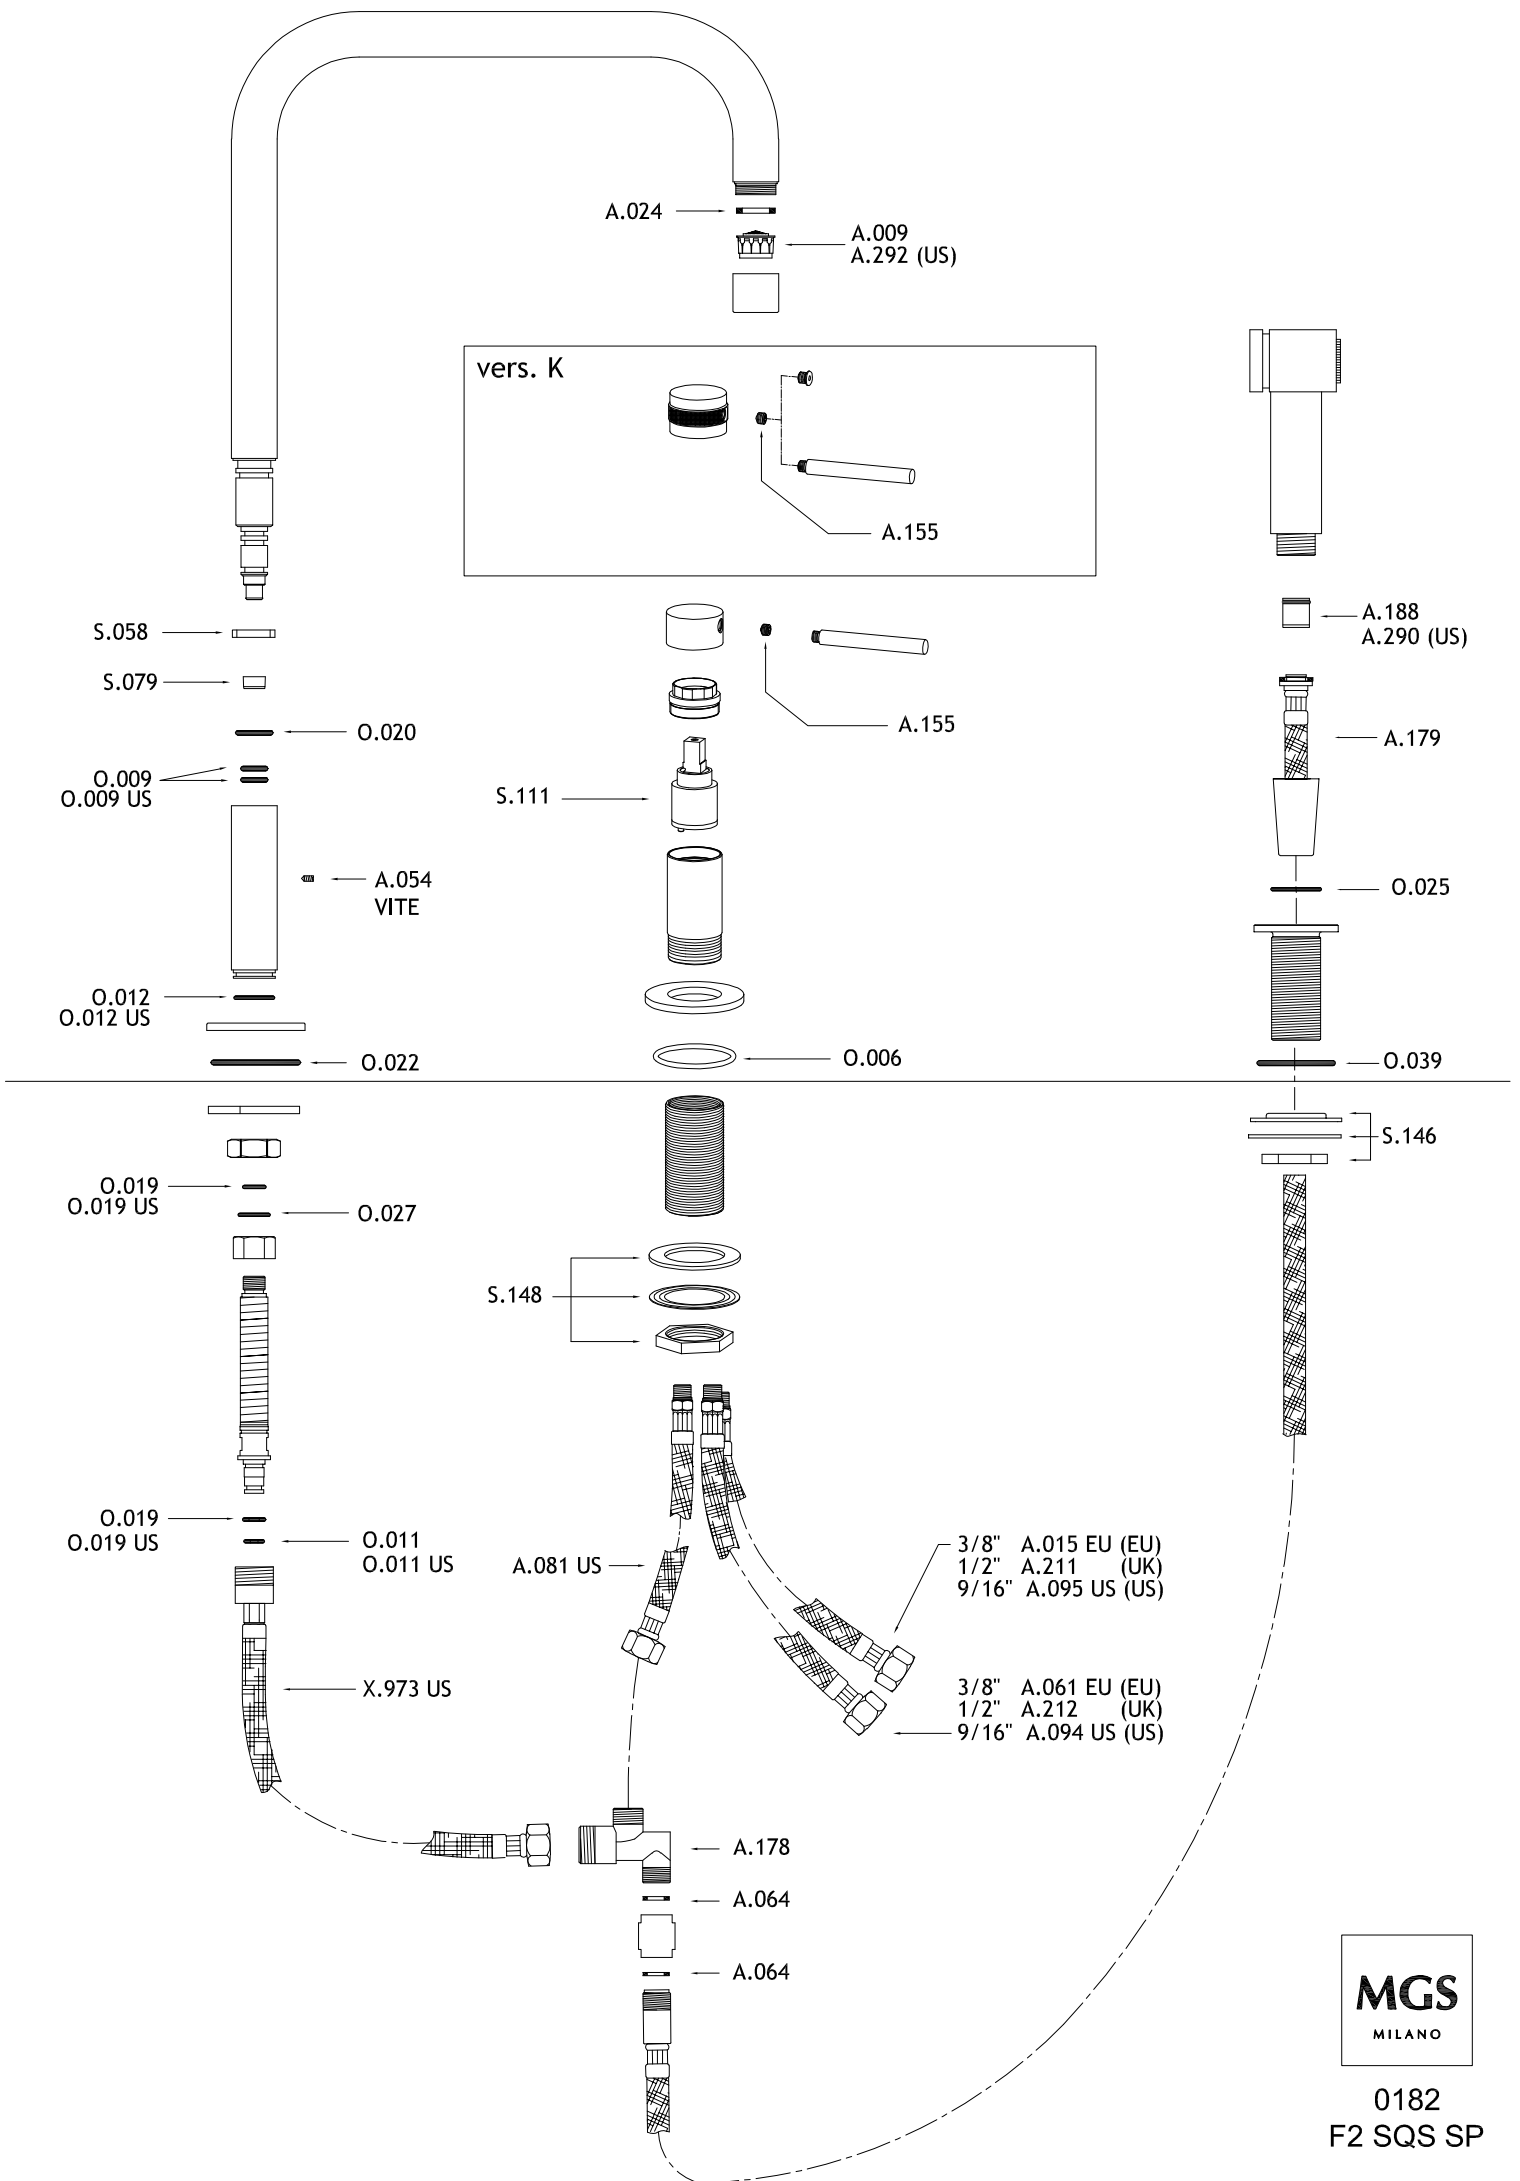 A.024
A.009
A.292 (US)
vers. K
A.155
S.058
A.188
A.290 (US)
S.079
A.155
O.020
A.179
O.009
O.009 US
S.111
A.054
VITE
O.025
O.012
O.012 US
O.022
O.006
O.039
S.146
O.019
O.019 US
O.027
S.148
O.019
O.019 US
O.011
O.011 US
A.081 US
3/8" A.015 EU (EU)
1/2" A.211 (UK)
9/16" A.095 US (US)
X.973 US
3/8" A.061 EU (EU)
1/2" A.212 (UK)
9/16" A.094 US (US)
A.178
A.064
A.064
MGS
MILANO
0182
F2 SQS SP